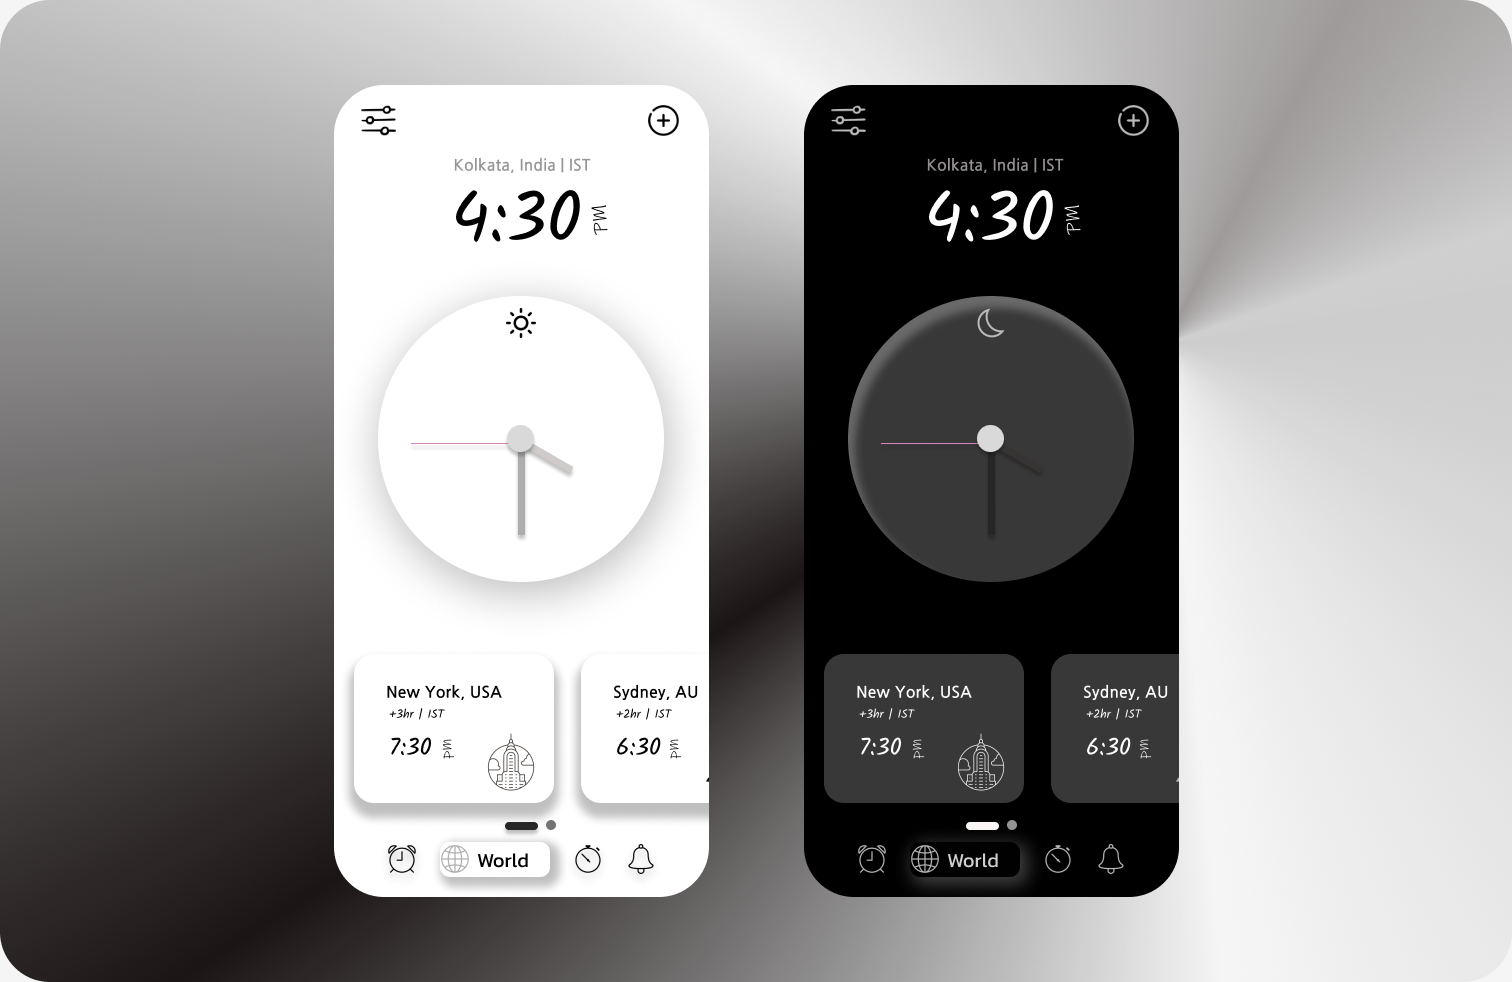 Kolkata, India | IST
4:30 PM
New York, USA
+3hr | IST
7:30 PM
Sydney, AU
+2hr | IST
6:30 PM
World
Kolkata, India | IST
4:30 PM
New York, USA
+3hr | IST
7:30 PM
Sydney, AU
+2hr | IST
6:30 PM
World